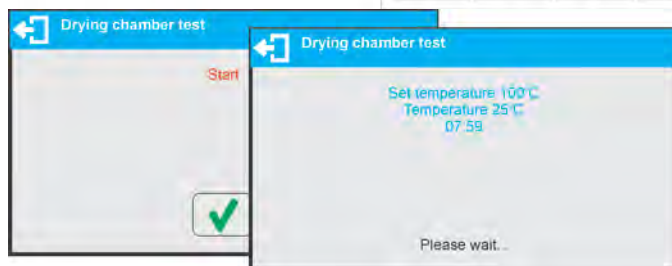 Drying chamber test
Start
Drying chamber test
Set temperature 100°C
Temperature 25°C
07:59
Please wait...